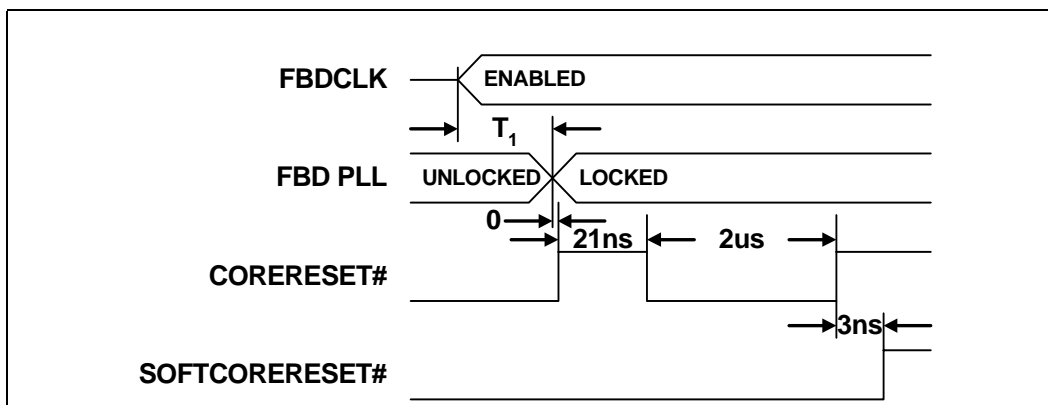 FBDCLK
ENABLED
T1
FBD PLL
UNLOCKED
LOCKED
0
21ns
2us
CORERESET#
3ns
SOFTCORERESET#